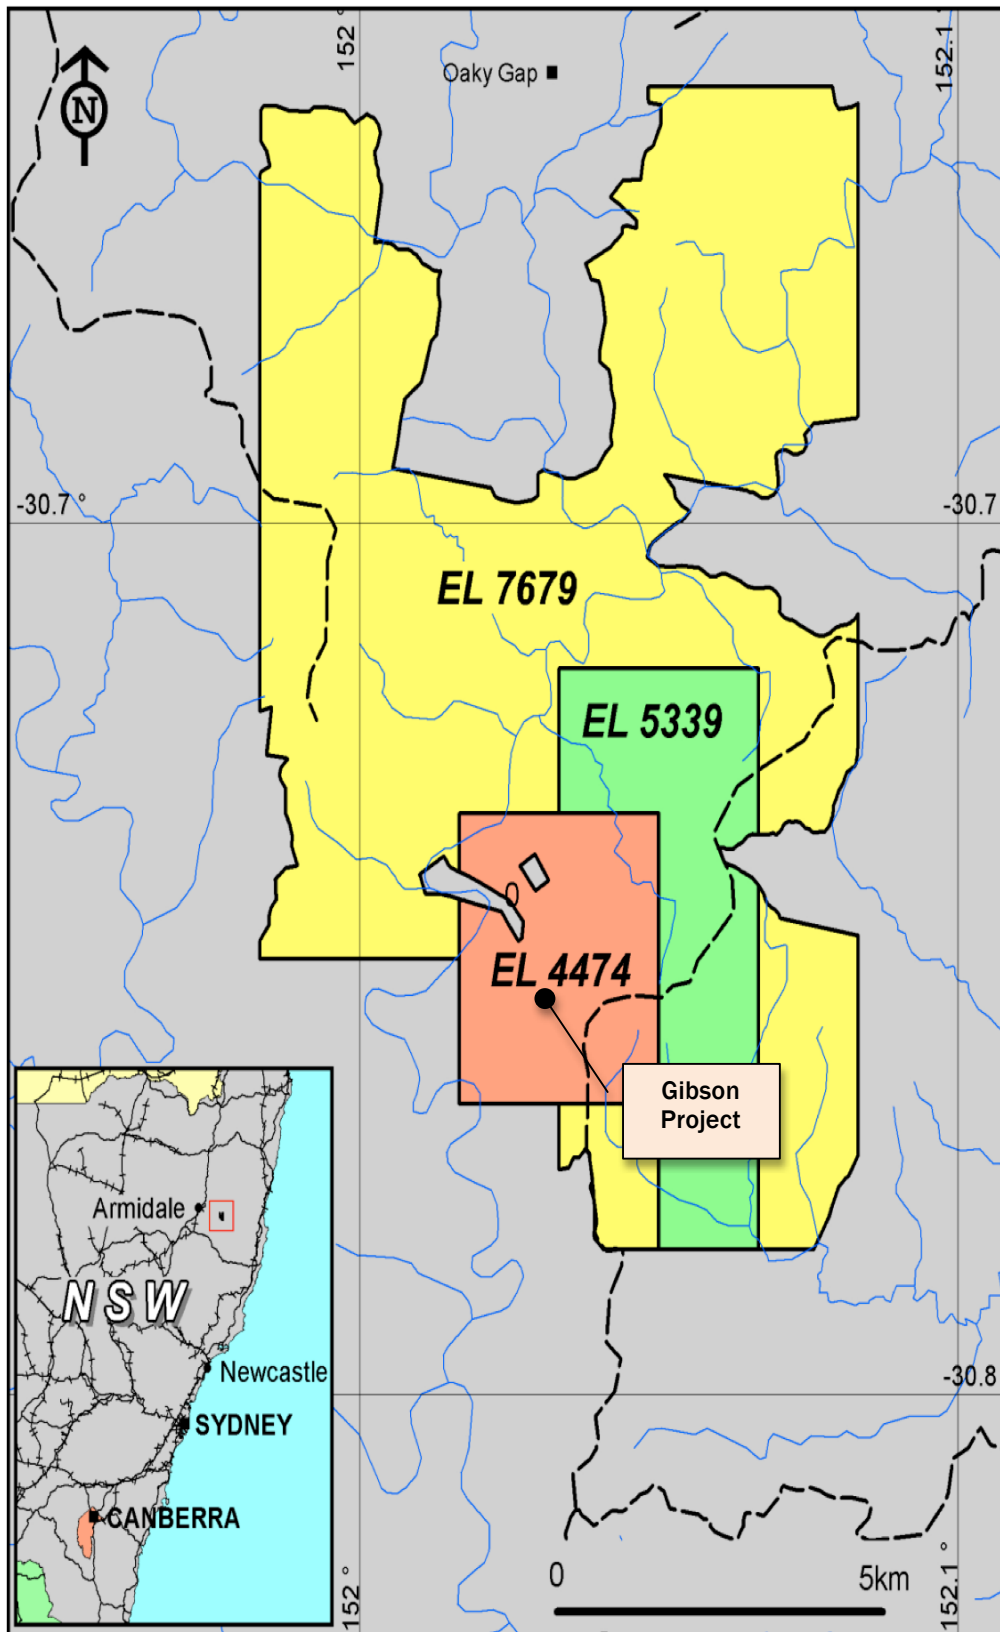 152 °
152.1 °
N
Oaky Gap
-30.7 °
-30.7
EL 7679
EL 5339
EL 4474
Gibson
Project
Armidale
NSW
Newcastle
SYDNEY
CANBERRA
-30.8
0
5km
152 °
152.1 °